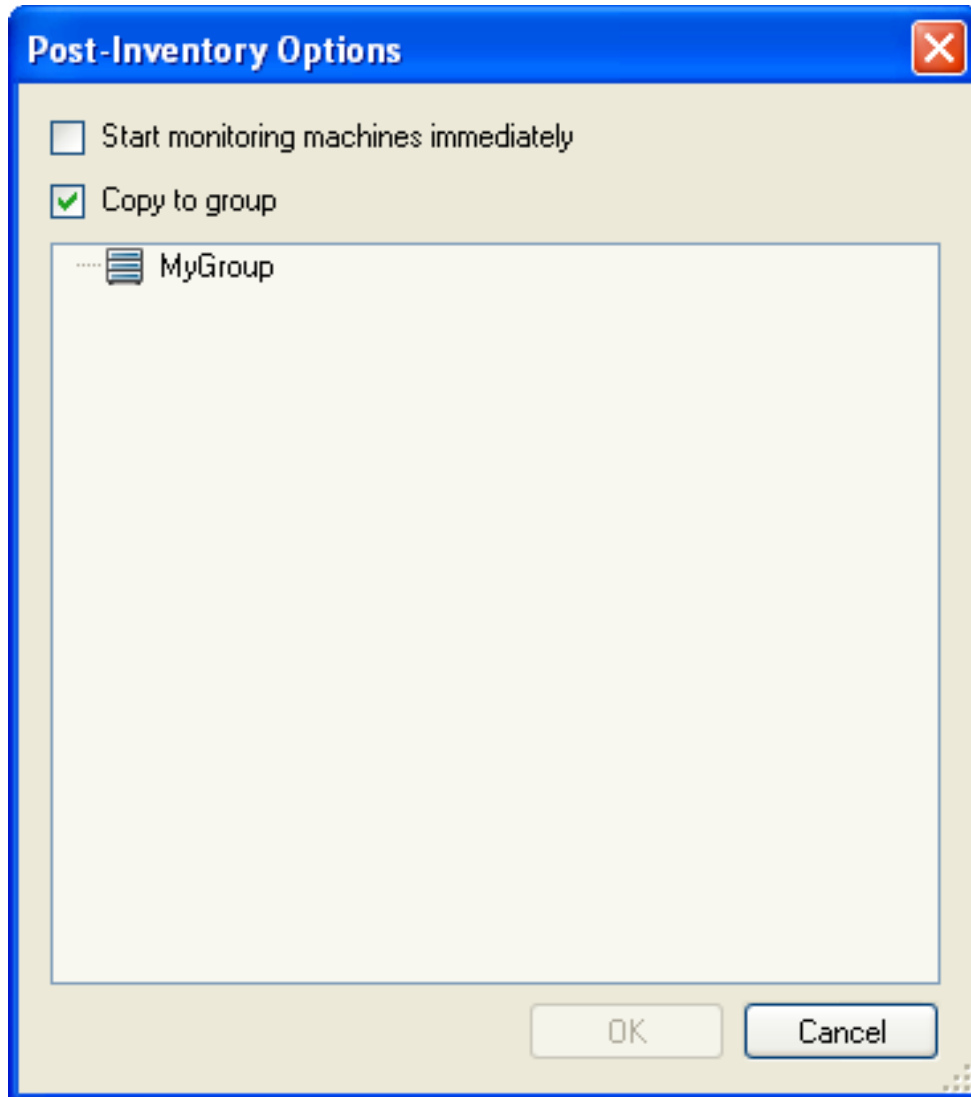 Post-Inventory Options
Start monitoring machines immediately
Copy to group
MyGroup
OK Cancel